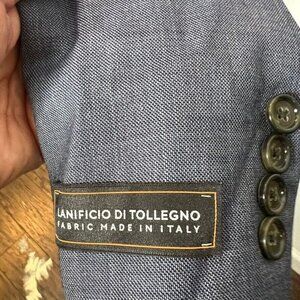 LANIFICIO DI TOLLEGNO
FABRIC MADE IN ITALY